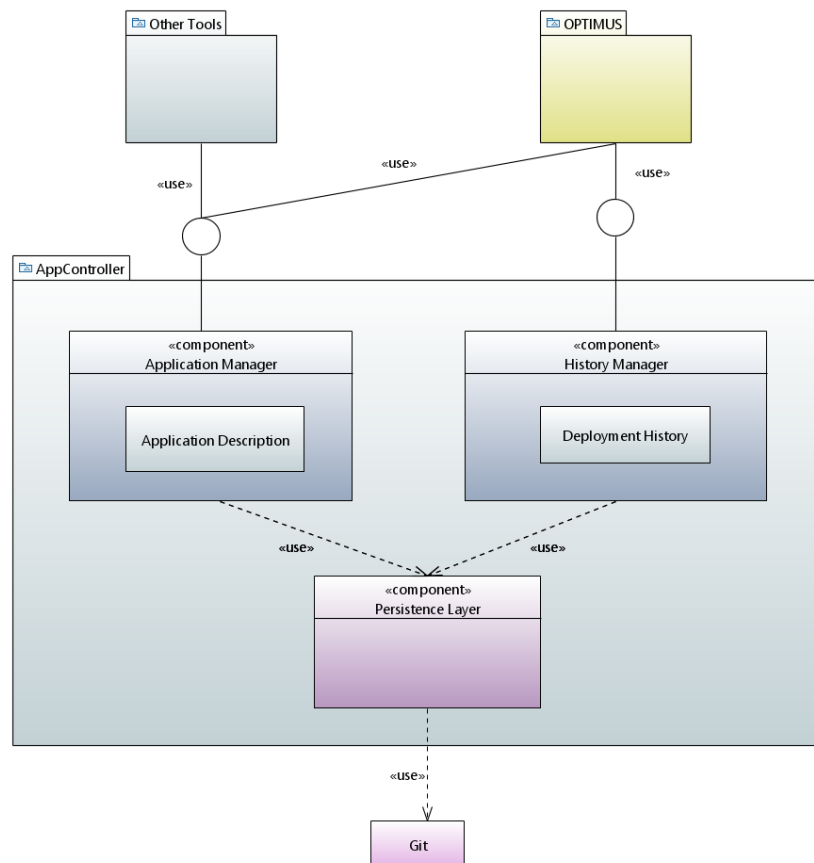 Other Tools
OPTIMUS
«use»
«use»
«use»
AppController
«component»
Application Manager
«component»
History Manager
Application Description
Deployment History
«use»
«use»
«component»
Persistence Layer
«use»
Git